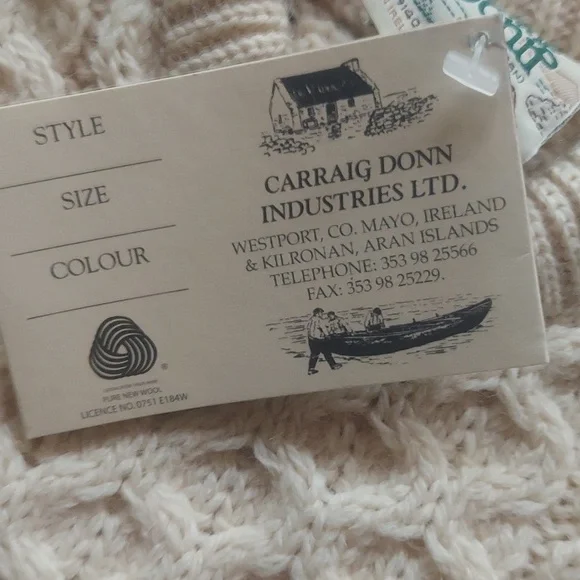 STYLE
SIZE
COLOUR
PURE NEW WOOL
LICENCE NO. 0751 E184W
CARRAIG DONN
INDUSTRIES LTD.
WESTPORT, CO. MAYO, IRELAND
& KILRONAN, ARAN ISLANDS
TELEPHONE: 353 98 25566
FAX: 353 98 25229.